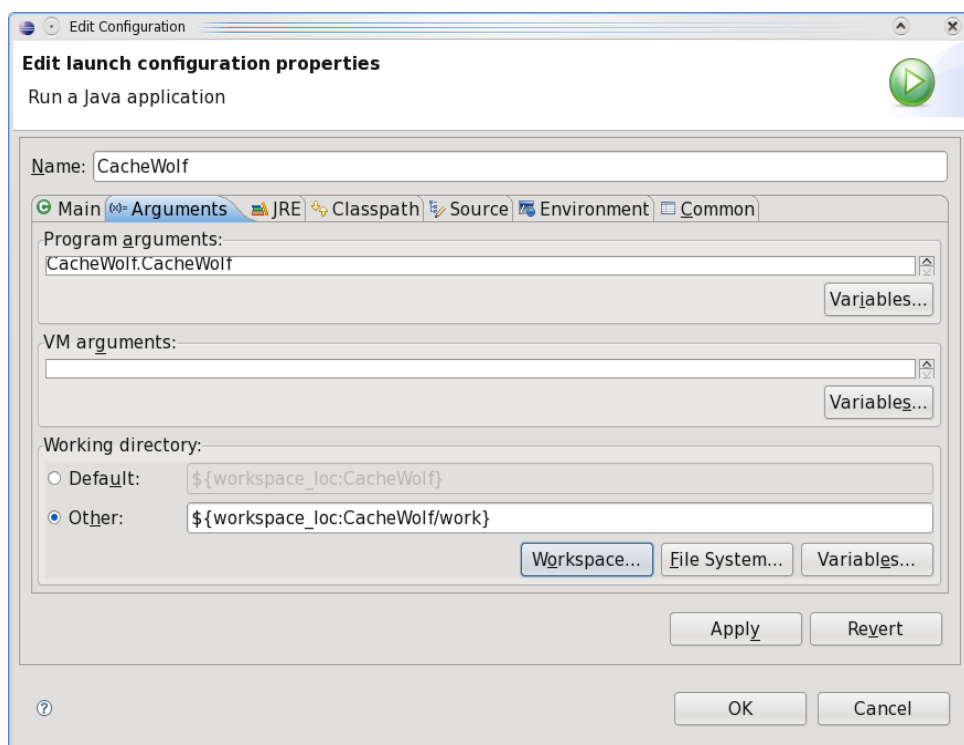 Edit Configuration
Edit launch configuration properties
Run a Java application
Name: CacheWolf
Main (x)= Arguments JRE Classpath Source Environment Common
Program arguments:
CacheWolf.CacheWolf
Variables...
VM arguments:
Variables...
Working directory:
Default: ${workspace_loc:CacheWolf}
Other: ${workspace_loc:CacheWolf/work}
Workspace... File System... Variables...
Apply Revert
? OK Cancel